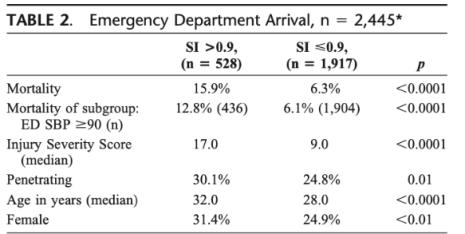 TABLE 2. Emergency Department Arrival, n = 2,445*
SI >0.9, SI ≤0.9,
(n = 528) (n = 1,917) p
Mortality 15.9% 6.3% <0.0001
Mortality of subgroup: 12.8% (436) 6.1% (1,904) <0.0001
ED SBP ≥90 (n)
Injury Severity Score 17.0 9.0 <0.0001
(median)
Penetrating 30.1% 24.8% 0.01
Age in years (median) 32.0 28.0 <0.0001
Female 31.4% 24.9% <0.01